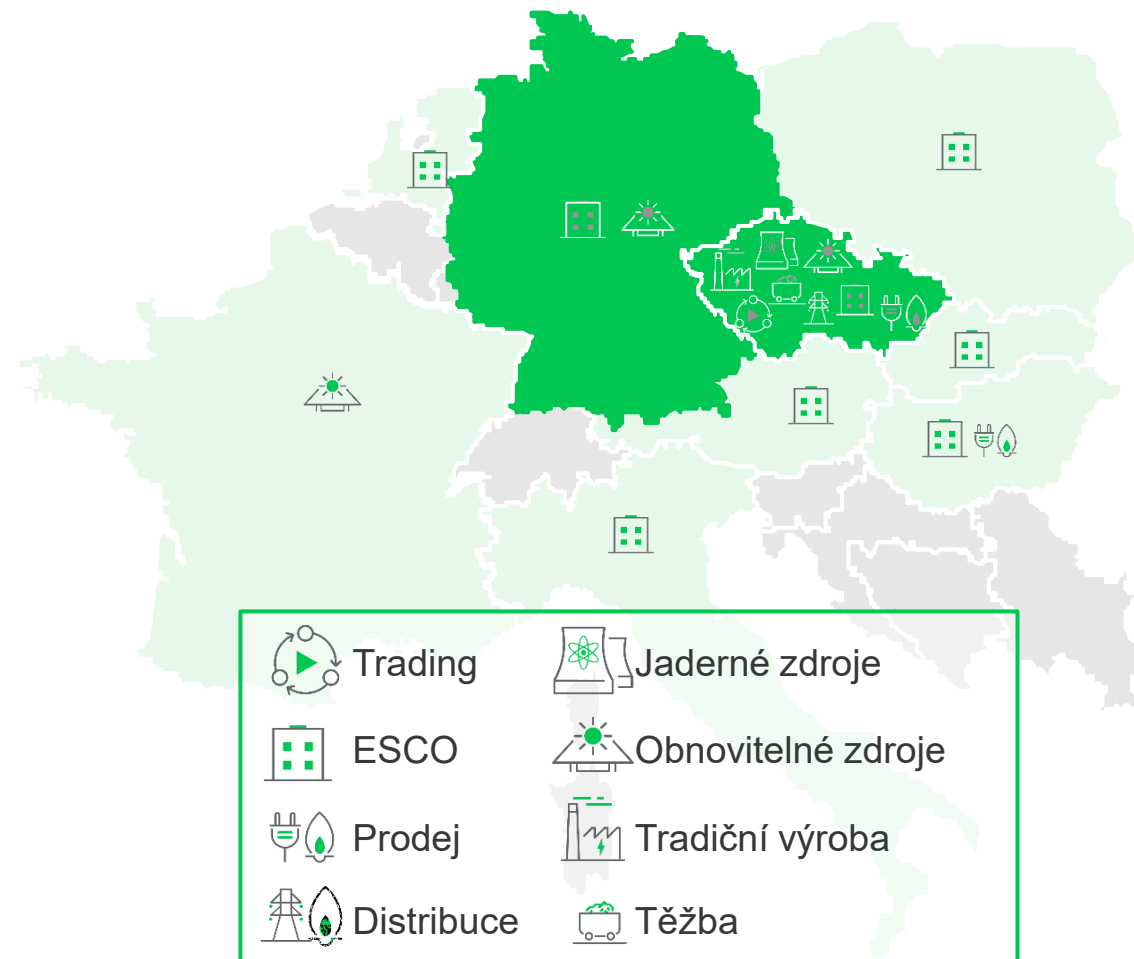 Trading
Jaderné zdroje
ESCO
Obnovitelné zdroje
Prodej
Tradiční výroba
Distribuce
Těžba